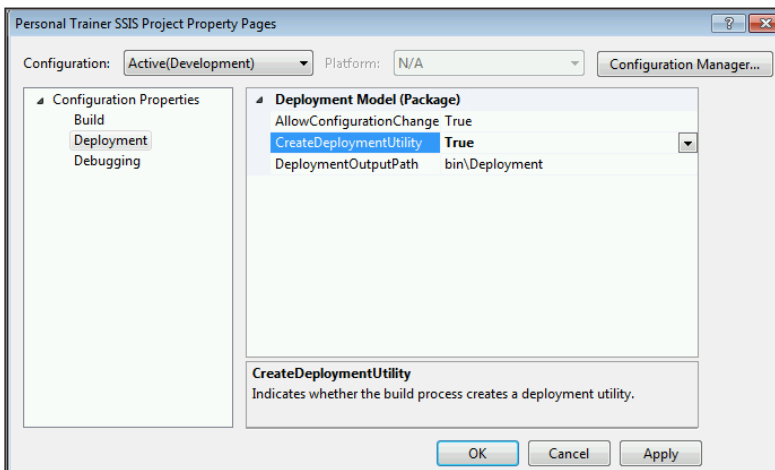 Personal Trainer SSIS Project Property Pages
Configuration: Active(Development) Platform: N/A Configuration Manager...
Configuration Properties
Build
Deployment
Debugging
Deployment Model (Package)
AllowConfigurationChange True
CreateDeploymentUtility True
DeploymentOutputPath bin\Deployment
CreateDeploymentUtility
Indicates whether the build process creates a deployment utility.
OK Cancel Apply